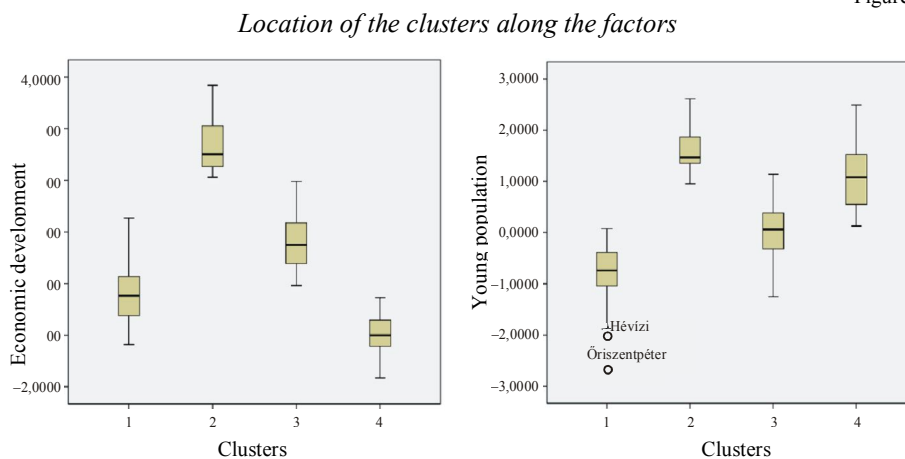 Figure
Location of the clusters along the factors
Economic development
4,0000
00
00
00
00
00
–2,0000
1 2 3 4
Clusters
Young population
3,0000
2,0000
1,0000
0,0000
–1,0000
–2,0000
–3,0000
Hévízi
Őriszentpéter
1 2 3 4
Clusters